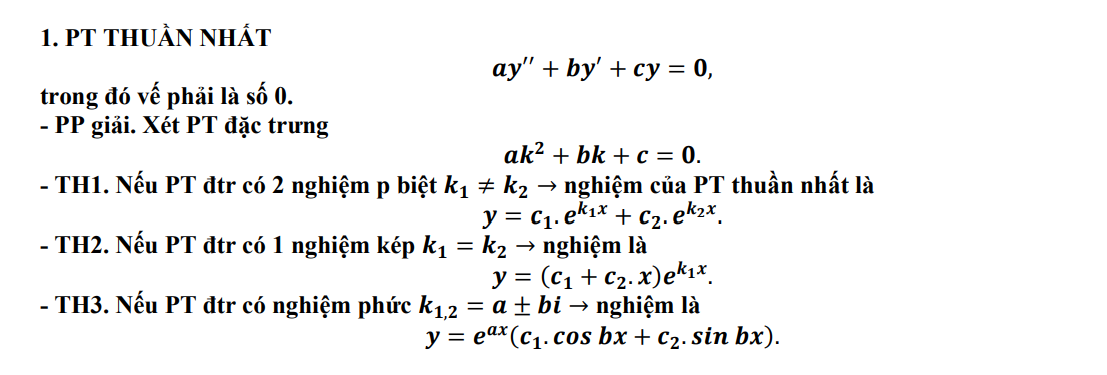 1. PT THUẦN NHẤT
ay′′ + by′ + cy = 0,
trong đó vế phải là số 0.
- PP giải. Xét PT đặc trưng
ak² + bk + c = 0.
- TH1. Nếu PT đtr có 2 nghiệm p biệt k₁ ≠ k₂ → nghiệm của PT thuần nhất là
y = c₁. e^{k₁x} + c₂. e^{k₂x}.
- TH2. Nếu PT đtr có 1 nghiệm kép k₁ = k₂ → nghiệm là
y = (c₁ + c₂. x)e^{k₁x}.
- TH3. Nếu PT đtr có nghiệm phức k₁,₂ = a ± bi → nghiệm là
y = e^{ax}(c₁. cos bx + c₂. sin bx).